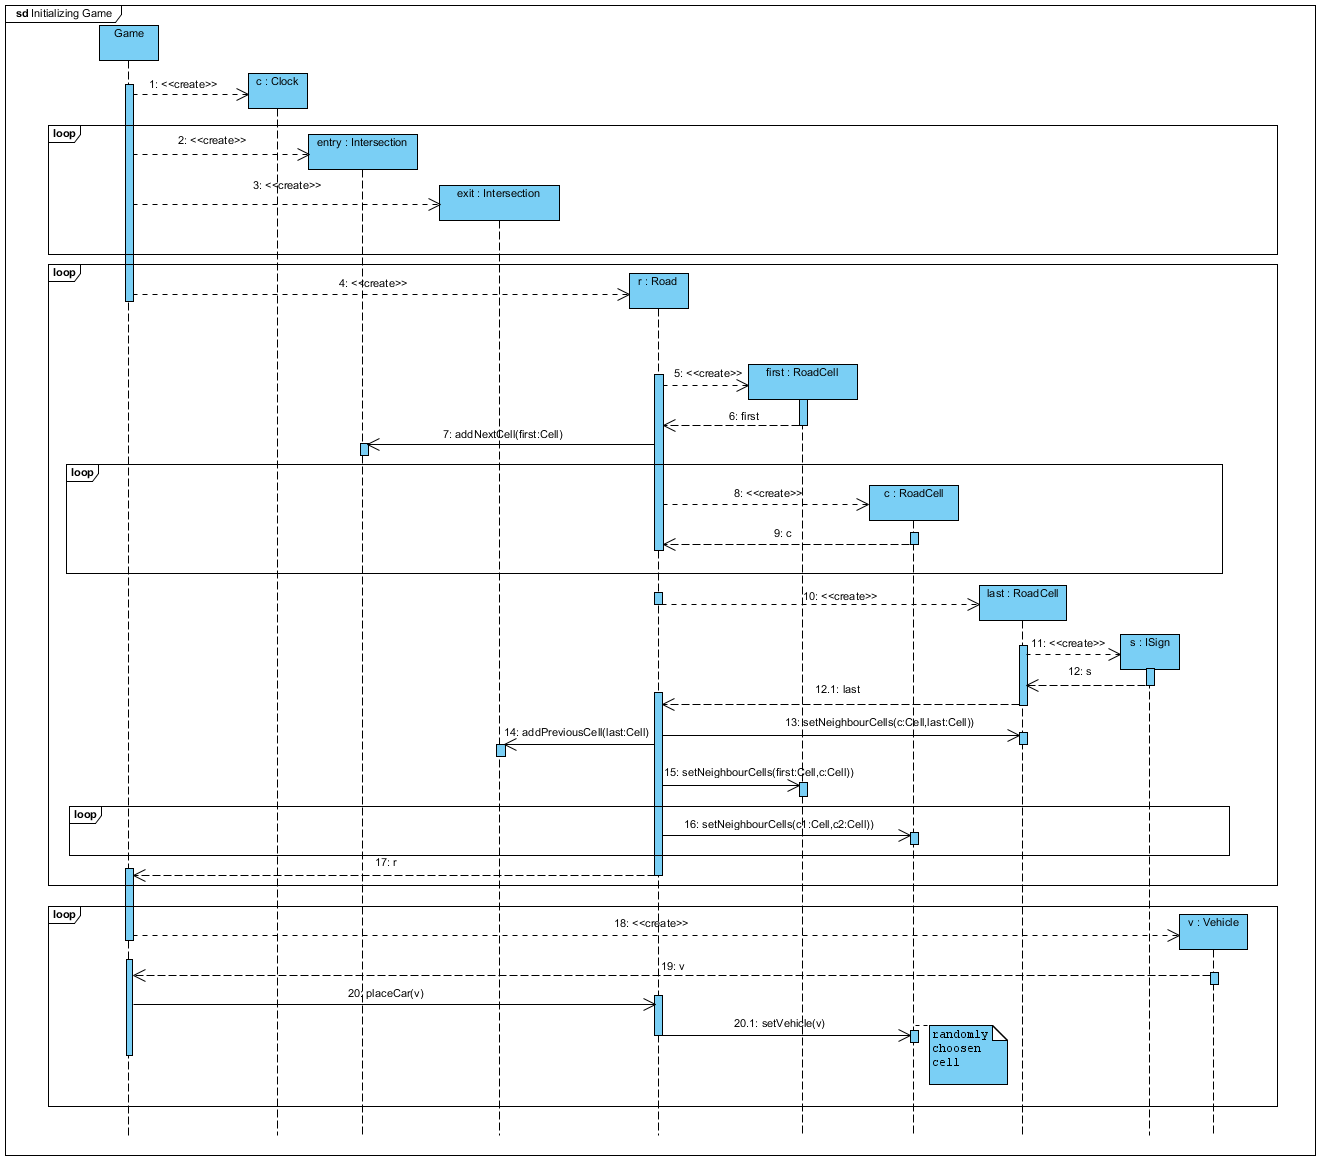 sd Initializing Game
Game
1: <<create>>
c : Clock
loop
2: <<create>>
entry : Intersection
3: <<create>>
exit : Intersection
loop
4: <<create>>
r : Road
5: <<create>>
first : RoadCell
6: first
7: addNextCell(first:Cell)
loop
8: <<create>>
c : RoadCell
9: c
10: <<create>>
last : RoadCell
11: <<create>>
s : ISign
12: s
12.1: last
13: setNeighbourCells(c:Cell,last:Cell))
14: addPreviousCell(last:Cell)
15: setNeighbourCells(first:Cell,c:Cell))
loop
16: setNeighbourCells(c1:Cell,c2:Cell))
17: r
loop
18: <<create>>
v : Vehicle
19: v
20: placeCar(v)
20.1: setVehicle(v)
randomly
choosen
cell